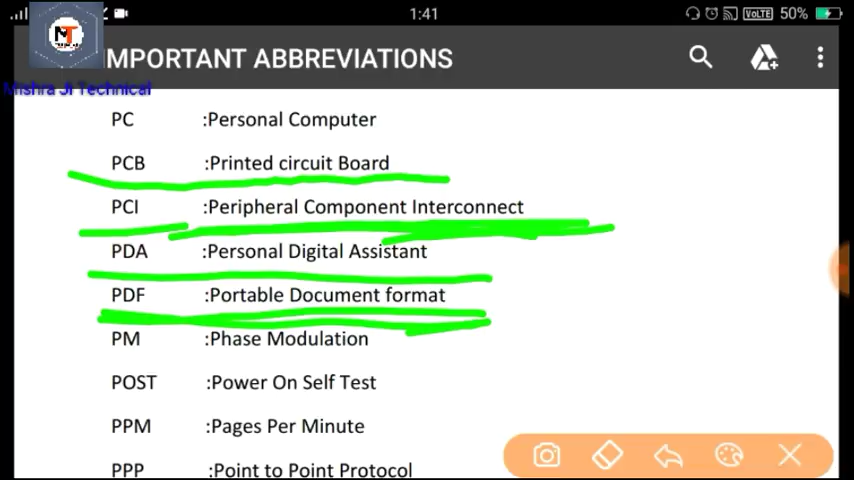 1:41
VoLTE 50%
MT
IMPORTANT ABBREVIATIONS
Mishra Ji Technical
PC :Personal Computer
PCB :Printed circuit Board
PCI :Peripheral Component Interconnect
PDA :Personal Digital Assistant
PDF :Portable Document format
PM :Phase Modulation
POST :Power On Self Test
PPM :Pages Per Minute
PPP :Point to Point Protocol